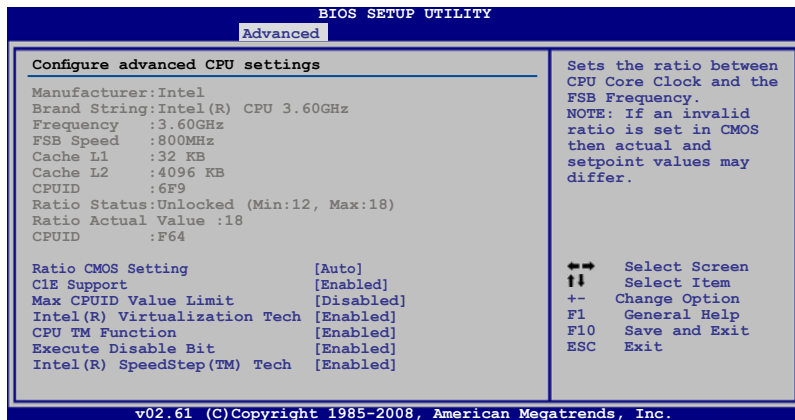 BIOS SETUP UTILITY
Advanced
Configure advanced CPU settings
Manufacturer:Intel
Brand String:Intel(R) CPU 3.60GHz
Frequency :3.60GHz
FSB Speed :800MHz
Cache L1 :32 KB
Cache L2 :4096 KB
CPUID :6F9
Ratio Status:Unlocked (Min:12, Max:18)
Ratio Actual Value :18
CPUID :F64
Ratio CMOS Setting [Auto]
C1E Support [Enabled]
Max CPUID Value Limit [Disabled]
Intel(R) Virtualization Tech [Enabled]
CPU TM Function [Enabled]
Execute Disable Bit [Enabled]
Intel(R) SpeedStep(TM) Tech [Enabled]
Sets the ratio between
CPU Core Clock and the
FSB Frequency.
NOTE: If an invalid
ratio is set in CMOS
then actual and
setpoint values may
differ.
←→ Select Screen
↑↓ Select Item
+- Change Option
F1 General Help
F10 Save and Exit
ESC Exit
v02.61 (C)Copyright 1985-2008, American Megatrends, Inc.